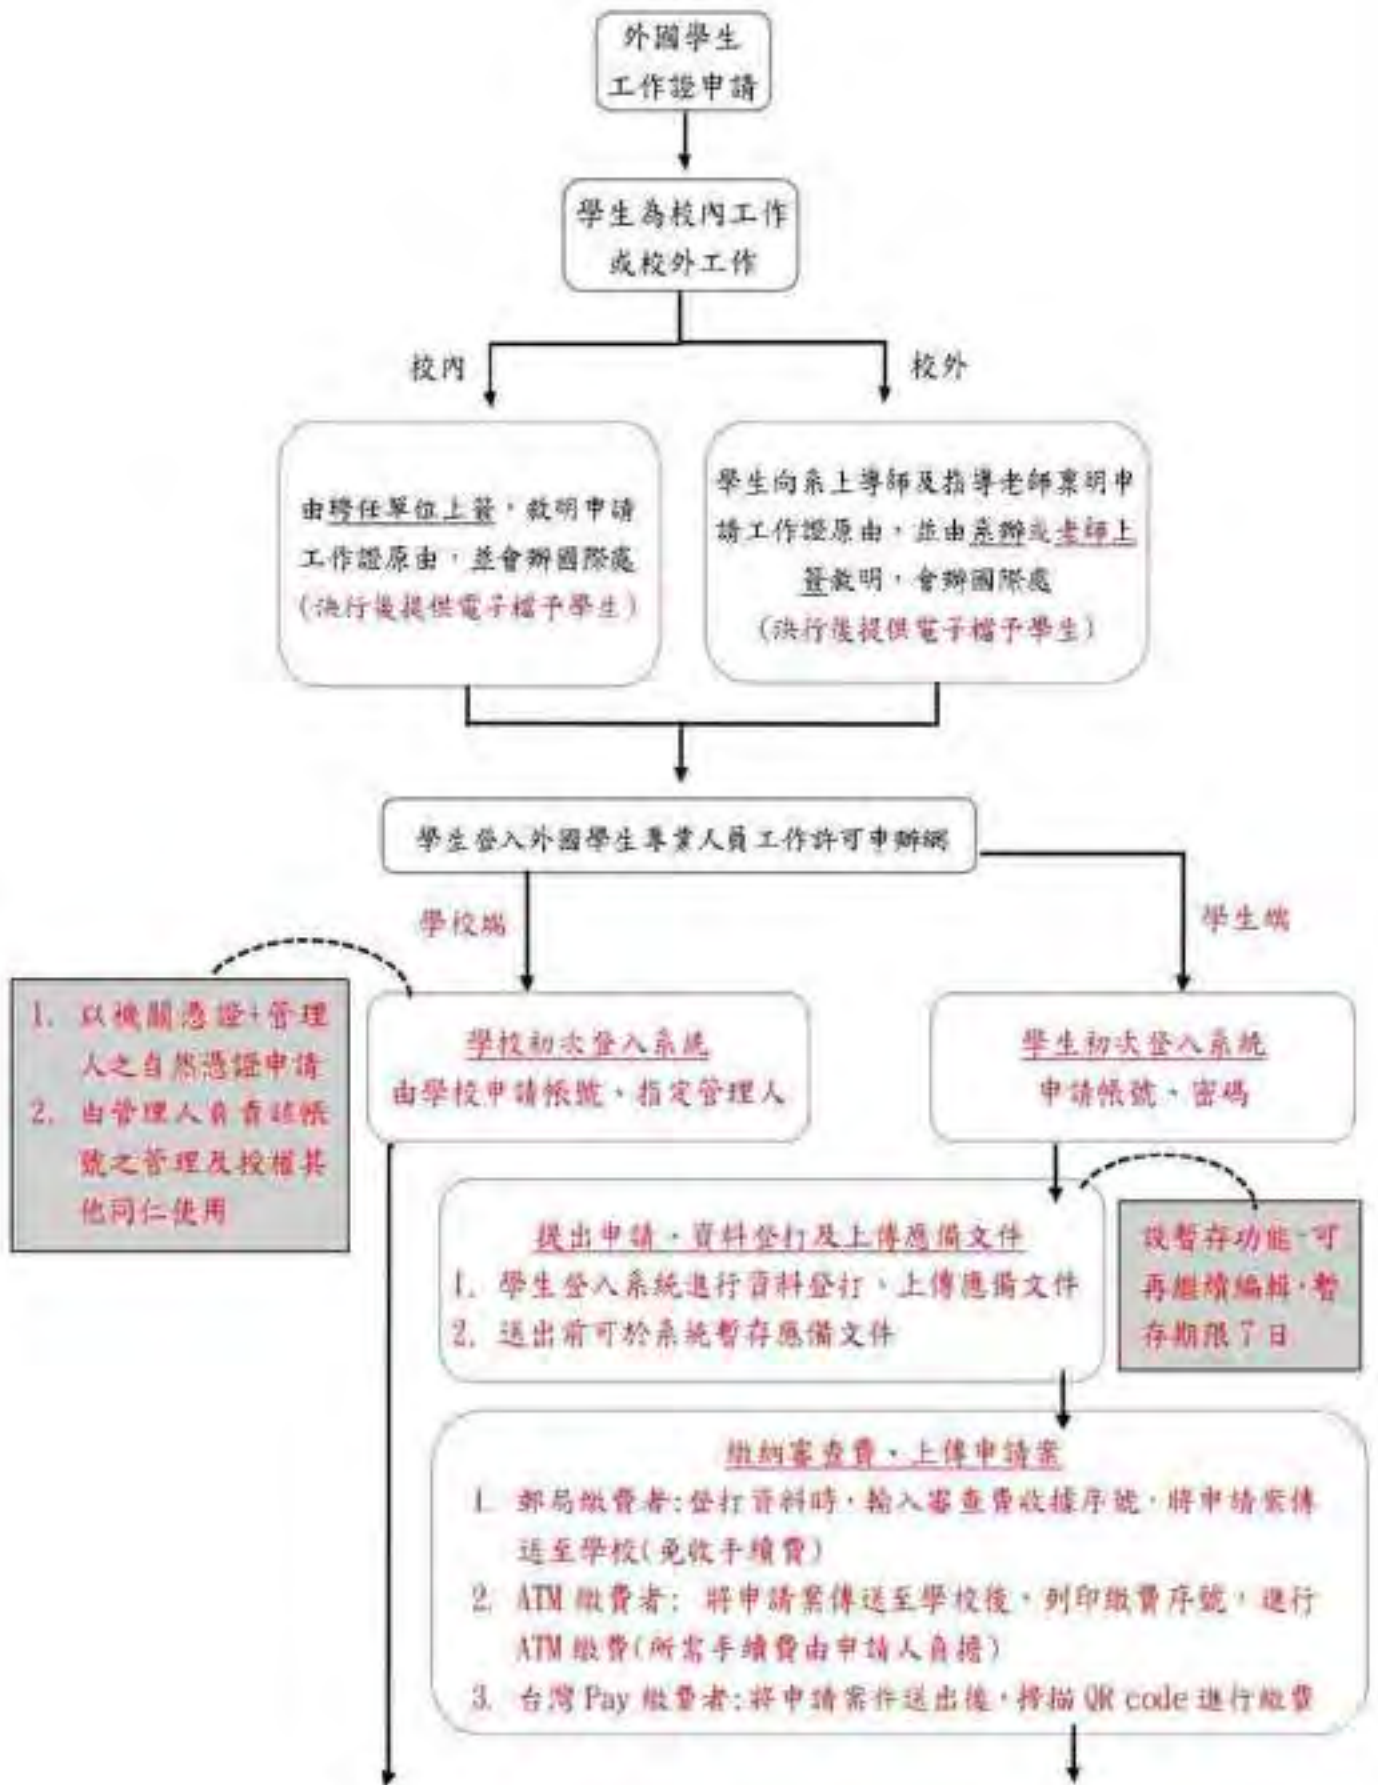 外國學生
工作證申請
學生為校內工作
或校外工作
校內
校外
由聘任單位上簽，敘明申請
工作證原由，並會辦國際處
(決行後提供電子檔予學生)
學生向系上導師及指導老師稟明申
請工作證原由，並由系辦或老師上
簽敘明，會辦國際處
(決行後提供電子檔予學生)
學生登入外國學生專業人員工作許可申辦網
學校端
學生端
1. 以機關憑證+管理
人之自然憑證申請
2. 由管理人負責該帳
號之管理及授權其
他同仁使用
學校初次登入系統
由學校申請帳號、指定管理人
學生初次登入系統
申請帳號、密碼
提出申請、資料登打及上傳應備文件
1. 學生登入系統進行資料登打、上傳應備文件
2. 送出前可於系統暫存應備文件
設暫存功能-可
再繼續編輯，暫
存期限7日
繳納審查費、上傳申請案
1. 郵局繳費者:登打資料時，輸入審查費收據序號，將申請案傳
送至學校(免收手續費)
2. ATM 繳費者: 將申請案傳送至學校後，列印繳費序號，進行
ATM 繳費(所需手續費由申請人負擔)
3. 台灣 Pay 繳費者:將申請案件送出後，掃描 QR code 進行繳費